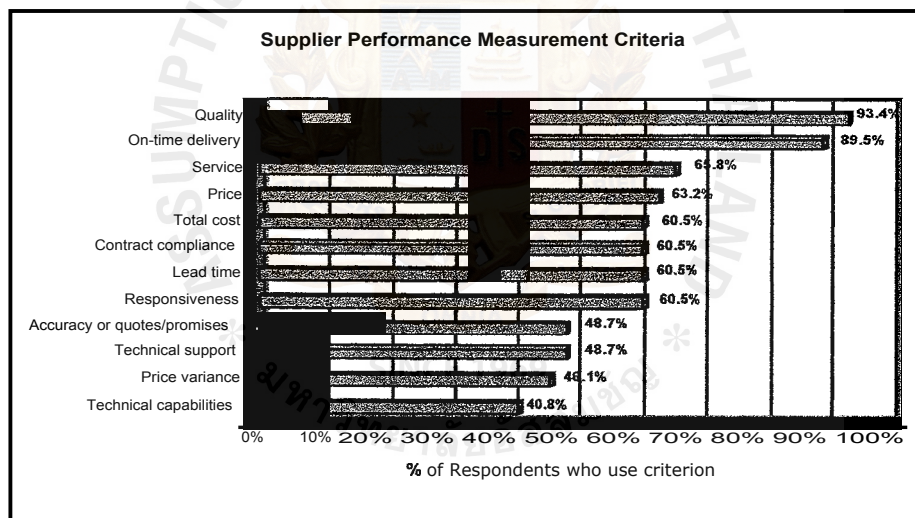 Supplier Performance Measurement Criteria
Quality 93.4%
On-time delivery 89.5%
Service 65.8%
Price 63.2%
Total cost 60.5%
Contract compliance 60.5%
Lead time 60.5%
Responsiveness 60.5%
Accuracy or quotes/promises 48.7%
Technical support 48.7%
Price variance
Technical capabilities 40.8%
0% 10% 20% 30% 40% 50% 60% 70% 80% 90% 100%
% of Respondents who use criterion